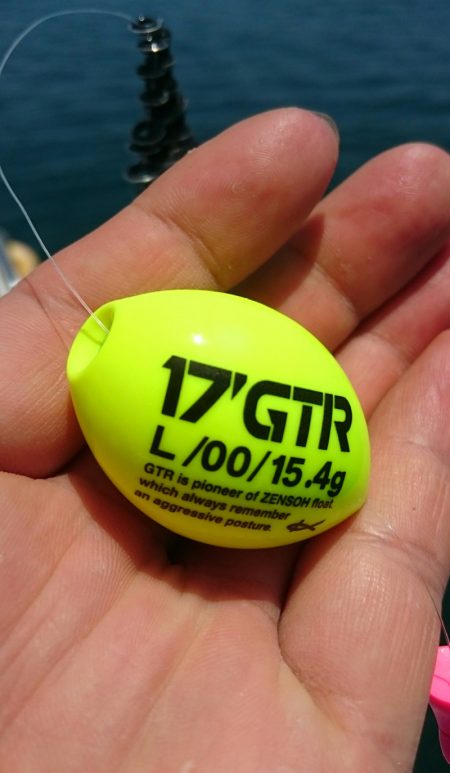 17'GTR
L/00/15.4g
GTR is pioneer of ZENSOH float.
which always remember
an aggressive posture.